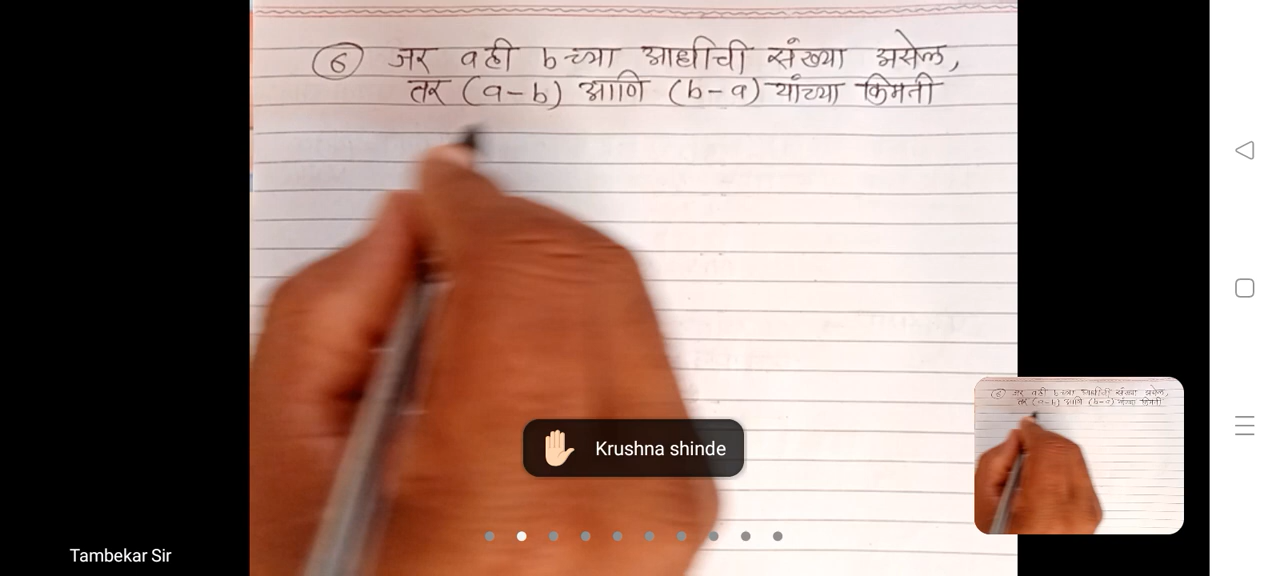 ⑥ जर a ही b च्या आधीची संख्या असेल,
तर (a-b) आणि (b-a) यांच्या किमती
Krushna shinde
Tambekar Sir